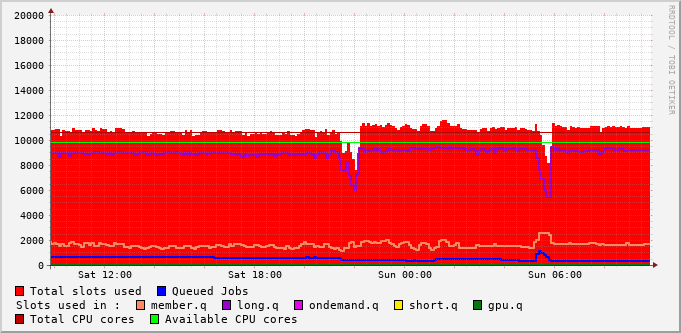 20000
18000
16000
14000
12000
10000
8000
6000
4000
2000
0
Sat 12:00 Sat 18:00 Sun 00:00 Sun 06:00
RRDTOOL / TOBI OETIKER
Total slots used Queued Jobs
Slots used in : member.q long.q ondemand.q short.q gpu.q
Total CPU cores Available CPU cores